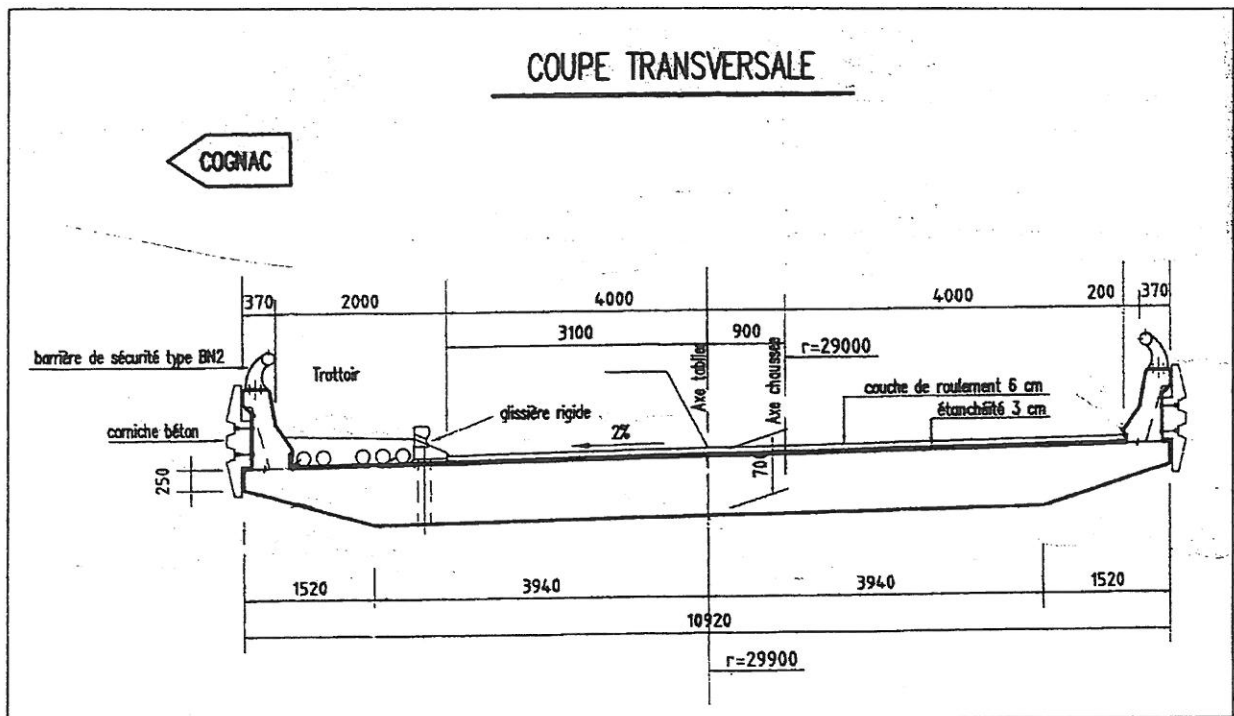 COUPE TRANSVERSALE
COGNAC
370 2000 4000 4000 200 370
3100 900
r=29000
barrière de sécurité type BN2
Trottoir
Axe tablier
Axe chaussée
couche de roulement 6 cm
glissière rigide
étanchéité 3 cm
corniche béton
2%
700
250
1520 3940 3940 1520
10920
r=29900